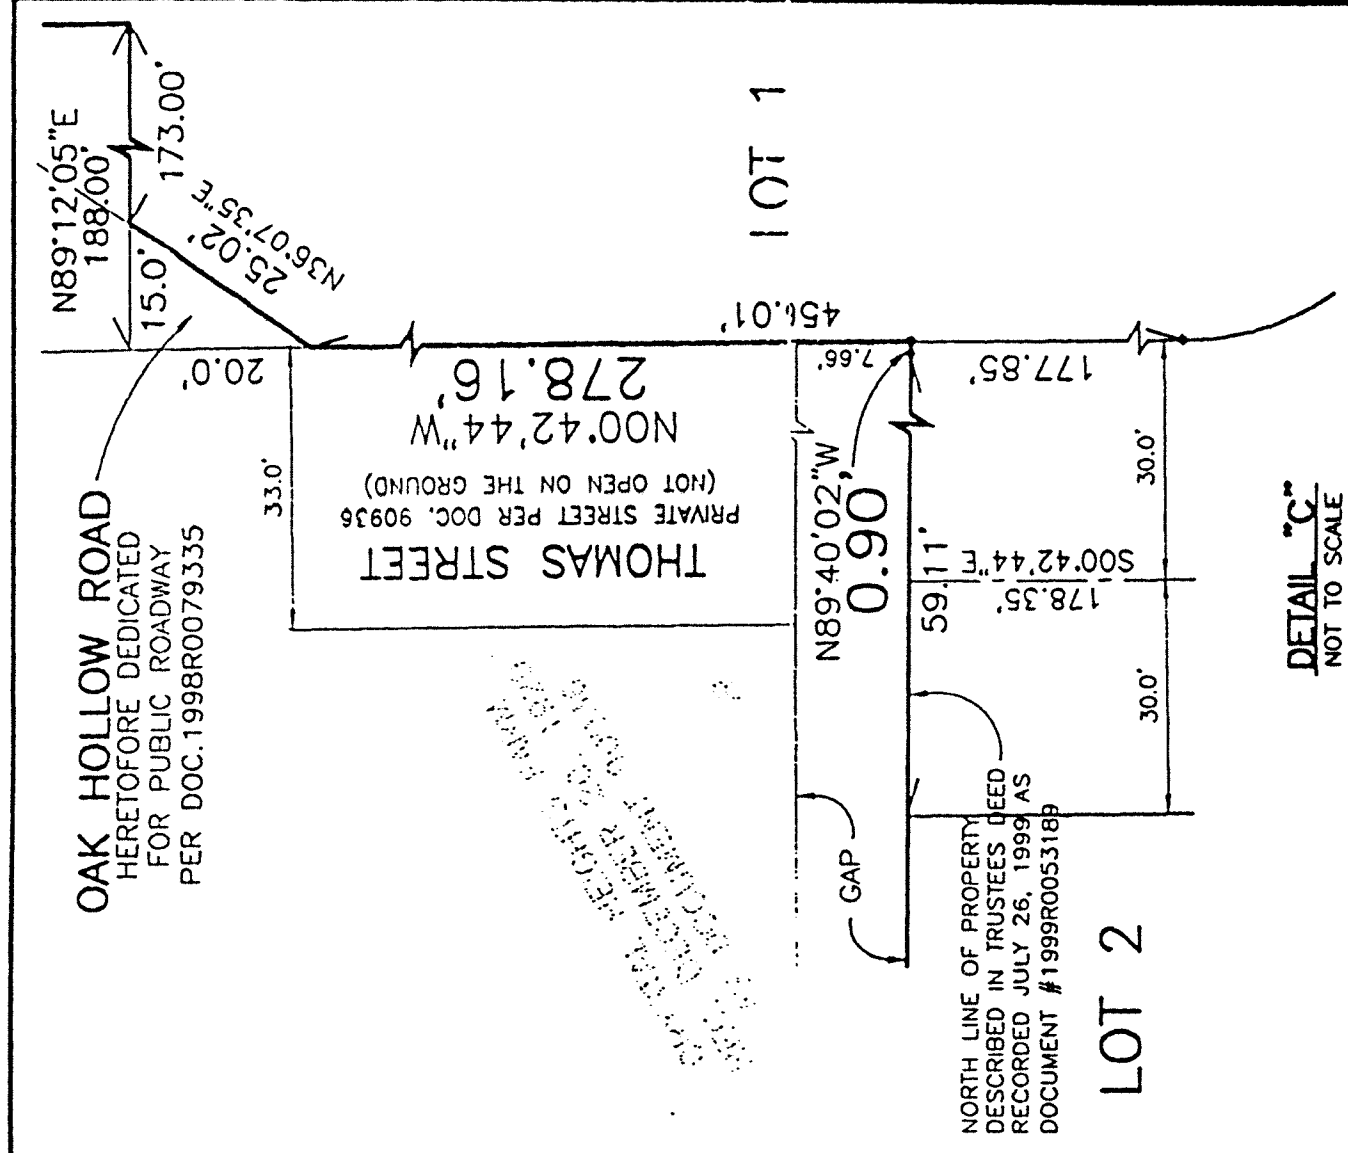 N89°12'05"E
188.00'
173.00'
15.0'
25.02'
N36°07'35"E
20.0'
OAK HOLLOW ROAD
HERETOFORE DEDICATED
FOR PUBLIC ROADWAY
PER DOC.1998R0079335
33.0'
278.16'
N00°42'44"W
(NOT OPEN ON THE GROUND)
PRIVATE STREET PER DOC. 90936
THOMAS STREET
LOT 1
7.66'
N89°40'02"W
0.90'
59.11'
177.85'
S00°42'44"E
178.35'
30.0'
30.0'
GAP
NORTH LINE OF PROPERTY
DESCRIBED IN TRUSTEES DEED
RECORDED JULY 26, 1999 AS
DOCUMENT #1999R0053189
LOT 2
DETAIL "C"
NOT TO SCALE